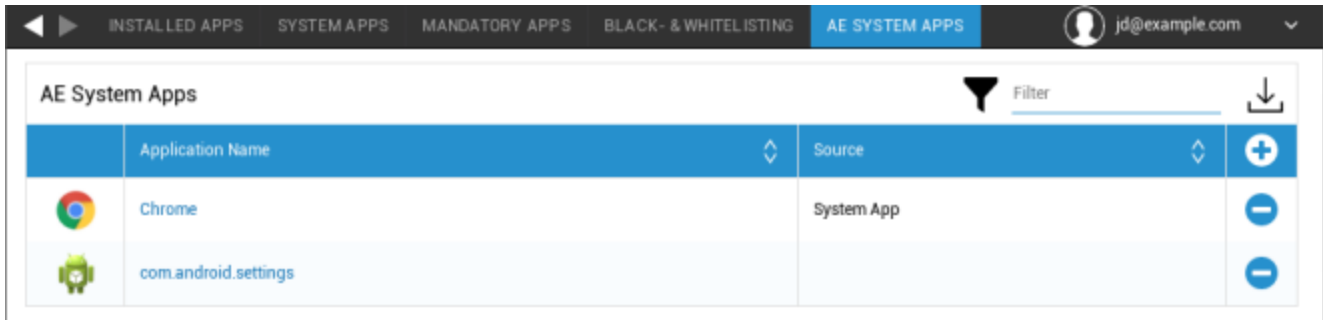 INSTALLED APPS SYSTEM APPS MANDATORY APPS BLACK- & WHITELISTING AE SYSTEM APPS jd@example.com
AE System Apps Filter
Application Name Source
Chrome System App
com.android.settings